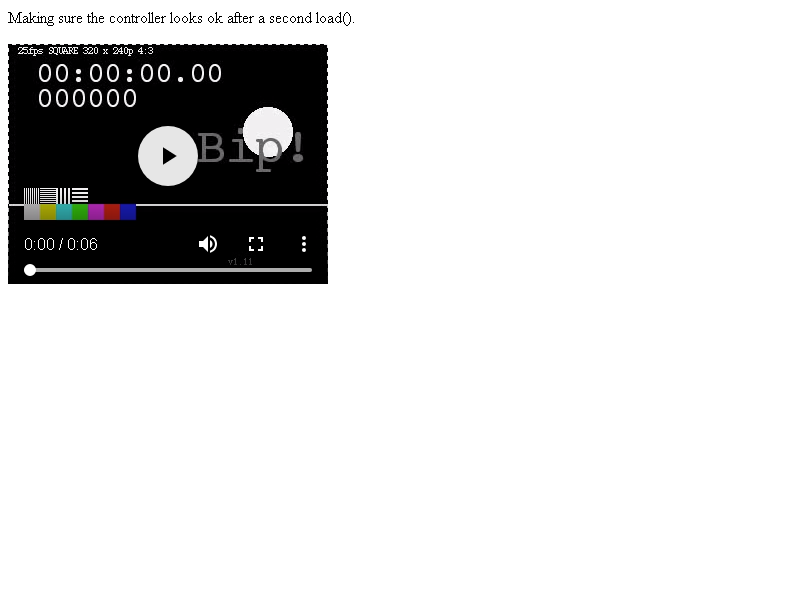 Making sure the controller looks ok after a second load().
25fps SQUARE 320 x 240p 4:3
00:00:00.00
000000
Bip!
0:00 / 0:06
v1.11